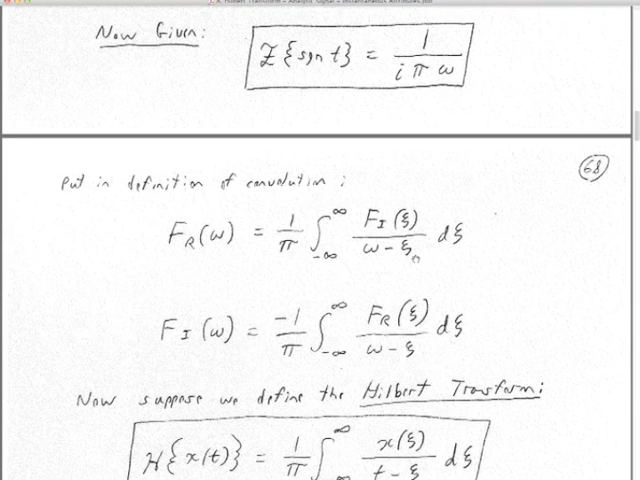 Now Given:
Z{sgn t} = 1 / i π ω
68
Put in definition of convolution:
F_R(ω) = 1/π ∫_{-∞}^{∞} F_I(ξ) / ω-ξ dξ
F_I(ω) = -1/π ∫_{-∞}^{∞} F_R(ξ) / ω-ξ dξ
Now suppose we define the Hilbert Transform:
H{x(t)} = 1/π ∫_{-∞}^{∞} x(ξ) / t-ξ dξ